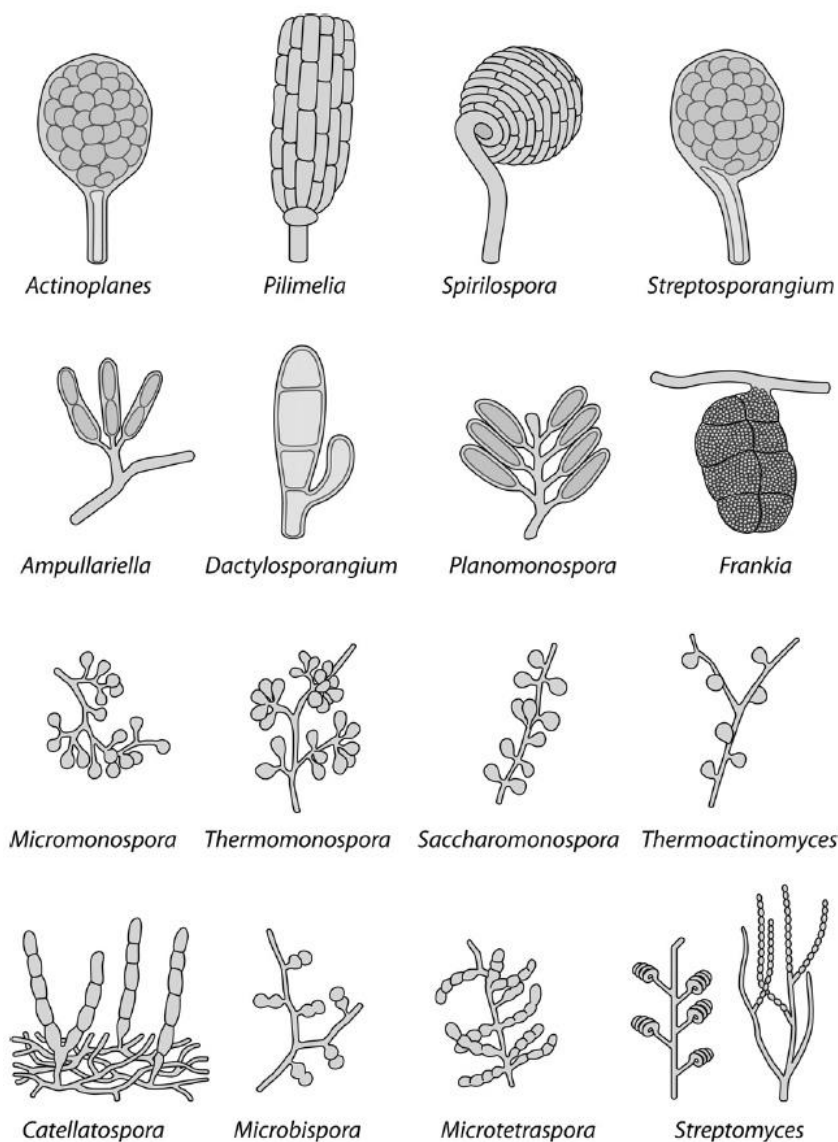 Actinoplanes Pilimelia Spirilospora Streptosporangium
Ampullariella Dactylosporangium Planomonospora Frankia
Micromonospora Thermomonospora Saccharomonospora Thermoactinomyces
Catellatospora Microbispora Microtetraspora Streptomyces